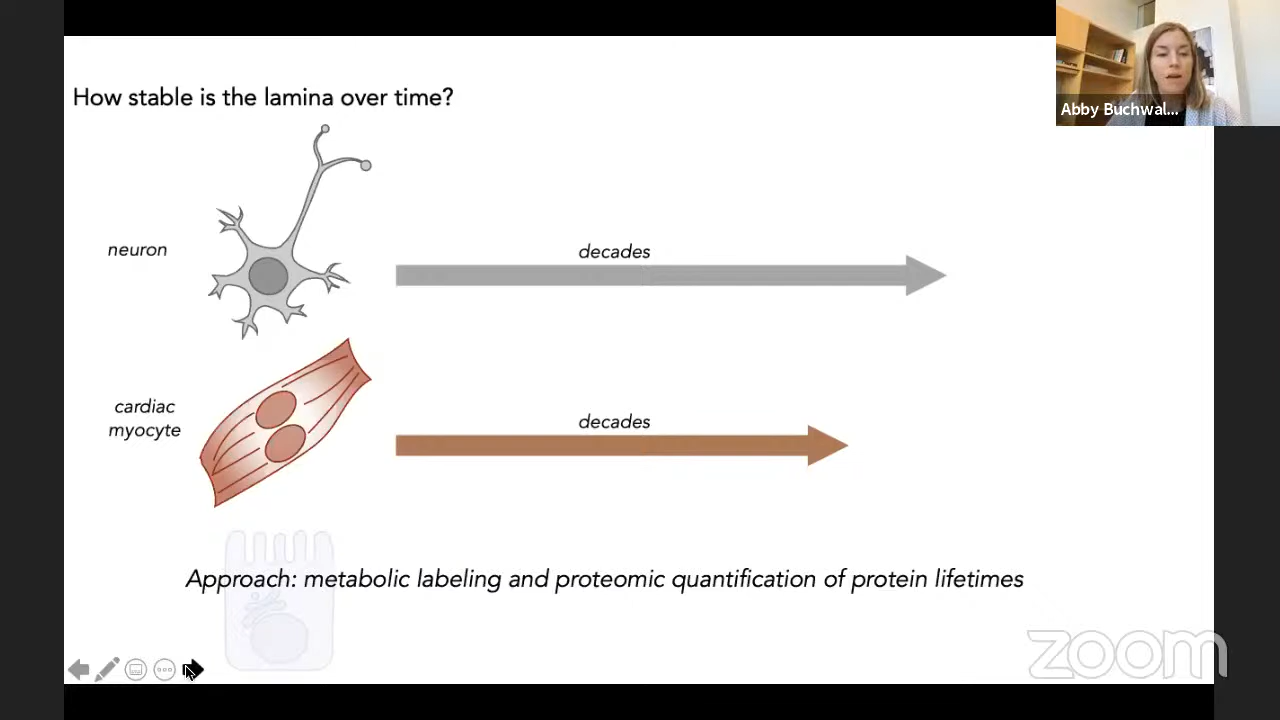 Abby Buchwal...
How stable is the lamina over time?
neuron
decades
cardiac
myocyte
decades
Approach: metabolic labeling and proteomic quantification of protein lifetimes
zoom